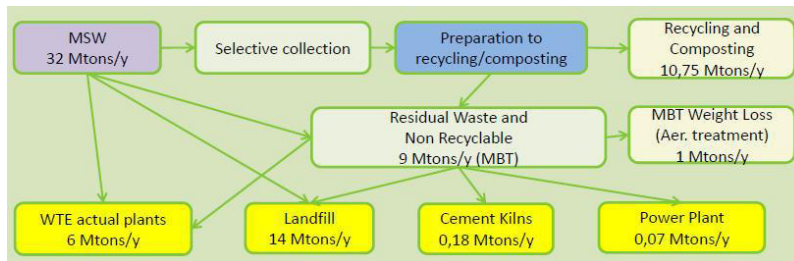 MSW
32 Mtons/y
Selective collection
Preparation to
recycling/composting
Recycling and
Composting
10,75 Mtons/y
Residual Waste and
Non Recyclable
9 Mtons/y (MBT)
MBT Weight Loss
(Aer. treatment)
1 Mtons/y
WTE actual plants
6 Mtons/y
Landfill
14 Mtons/y
Cement Kilns
0,18 Mtons/y
Power Plant
0,07 Mtons/y